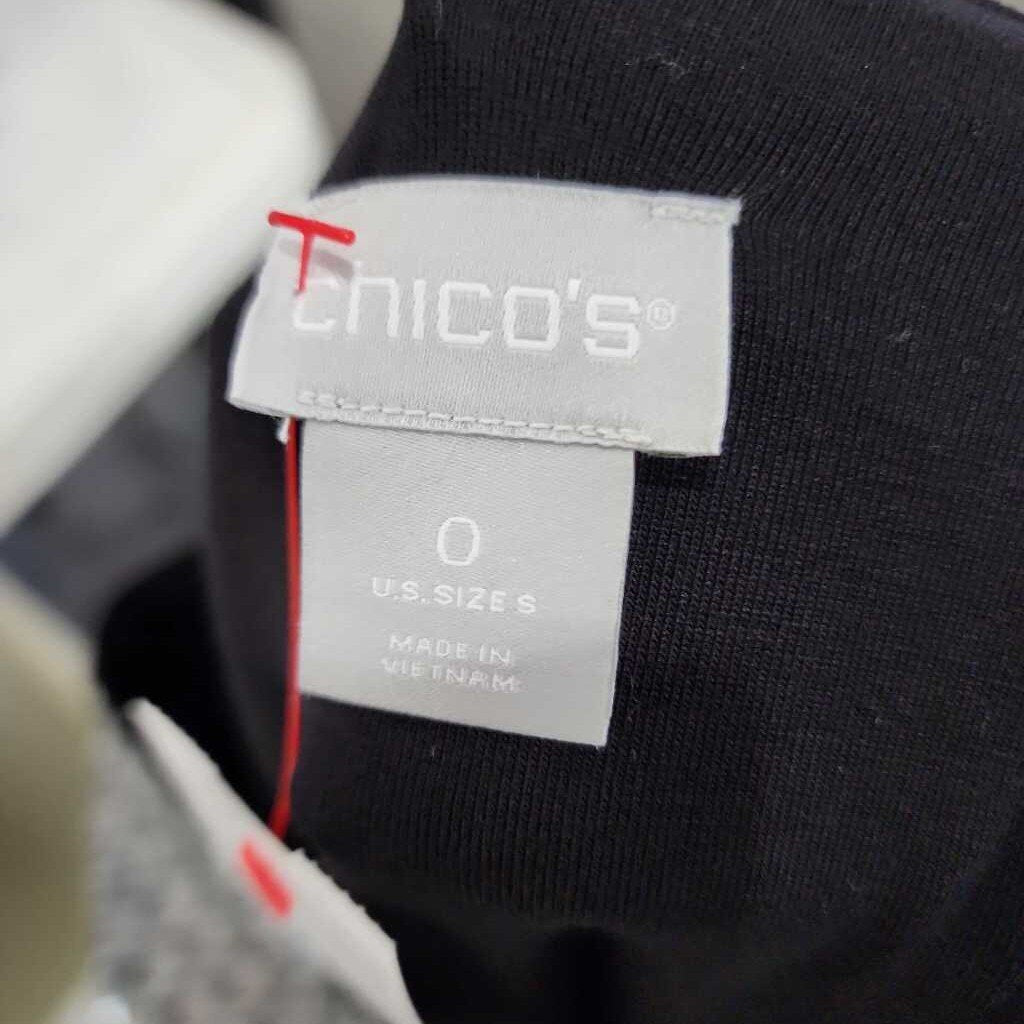 chico's®
0
U.S. SIZE S
MADE IN
VIETNAM